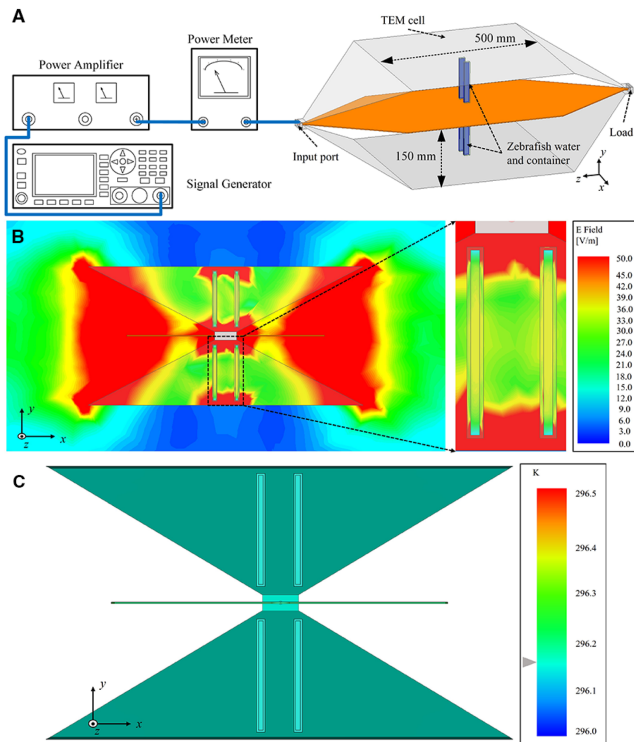 A
TEM cell
500 mm
Power Meter
Power Amplifier
Load
Input port
Zebrafish water
and container
150 mm
Signal Generator
y
z
x
B
E Field
[V/m]
50.0
48.0
45.0
42.0
39.0
36.0
33.0
30.0
27.0
24.0
21.0
18.0
15.0
12.0
9.0
6.0
3.0
0.0
y
z
x
C
K
296.5
296.4
296.3
296.2
296.1
296.0
y
z
x